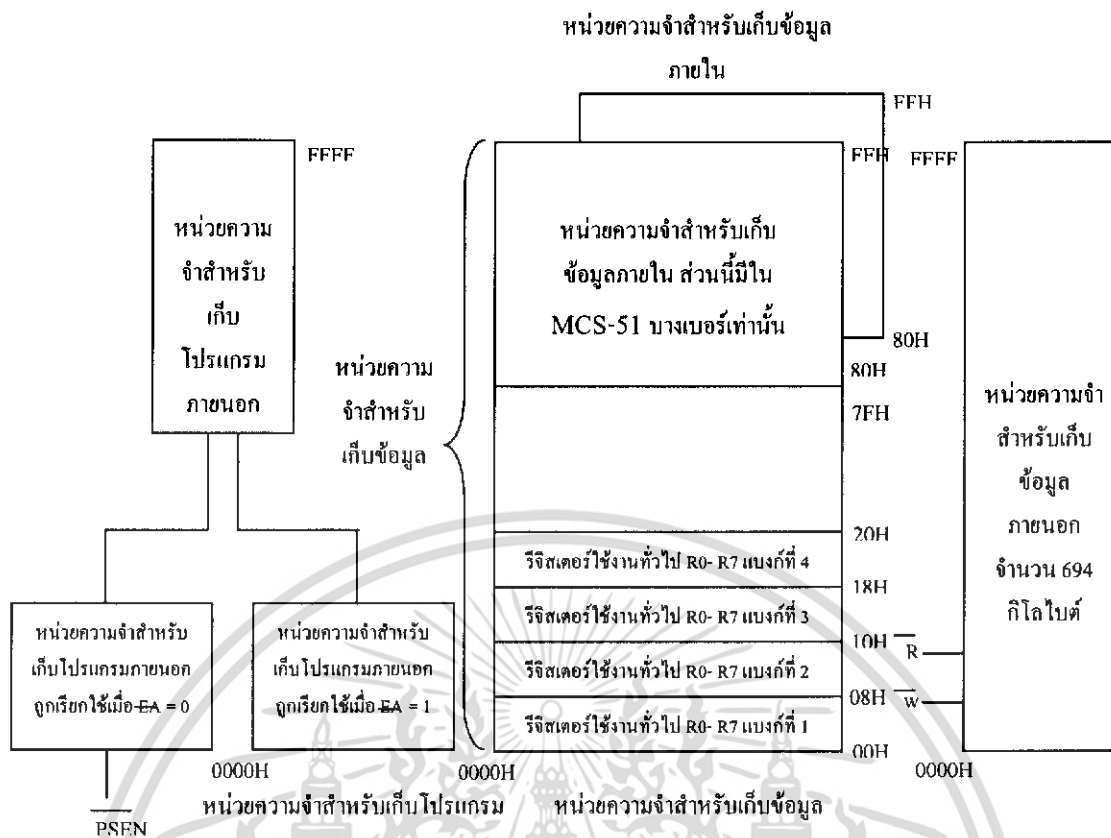 หน่วยความจำสำหรับเก็บข้อมูล
ภายใน
FFH
FFFF
หน่วยความ
จำสำหรับ
เก็บ
โปรแกรม
ภายนอก
หน่วยความ
จำสำหรับ
เก็บข้อมูล
FFH
หน่วยความจำสำหรับเก็บ
ข้อมูลภายใน ส่วนนี้มีใน
MCS-51 บางเบอร์เท่านั้น
80H
80H
7FH
20H
รีจิสเตอร์ใช้งานทั่วไป R0- R7 แบงก์ที่ 4
18H
รีจิสเตอร์ใช้งานทั่วไป R0- R7 แบงก์ที่ 3
10H
รีจิสเตอร์ใช้งานทั่วไป R0- R7 แบงก์ที่ 2
08H
รีจิสเตอร์ใช้งานทั่วไป R0- R7 แบงก์ที่ 1
00H
FFFF
หน่วยความจำ
สำหรับเก็บ
ข้อมูล
ภายนอก
จำนวน 694
กิโลไบต์
R
W
0000H
หน่วยความจำสำหรับ
เก็บโปรแกรมภายนอก
ถูกเรียกใช้เมื่อ EA = 0
หน่วยความจำสำหรับ
เก็บโปรแกรมภายนอก
ถูกเรียกใช้เมื่อ EA = 1
0000H
0000H
PSEN
หน่วยความจำสำหรับเก็บโปรแกรม
หน่วยความจำสำหรับเก็บข้อมูล